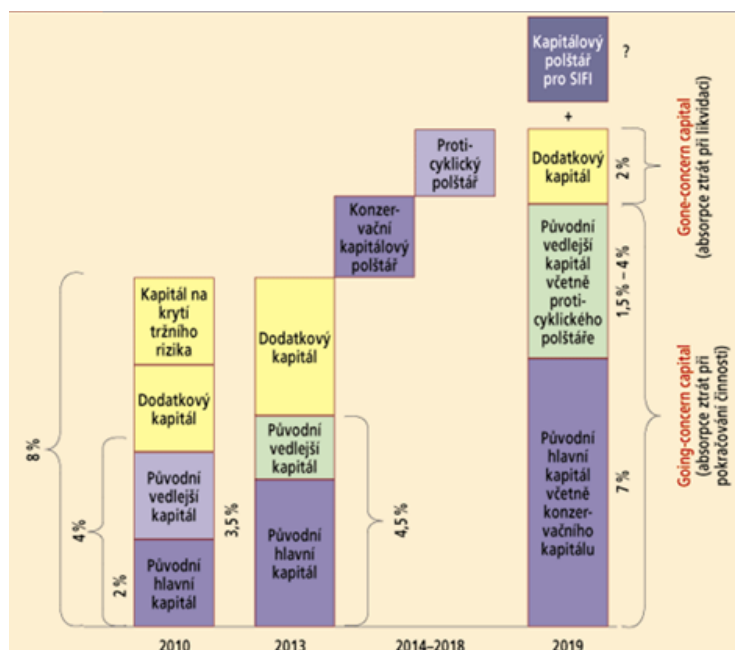 Kapitálový
polštář
pro SIFI
?
+
Proti-
cyklický
polštář
Dodatkový
kapitál
2 %
Gone-concern capital
(absorpce ztrát při likvidaci)
Konzer-
vační
kapitálový
polštář
Původní
vedlejší
kapitál
včetně
proti-
cyklického
polštáře
1,5 % – 4 %
Kapitál na
krytí
tržního
rizika
Dodatkový
kapitál
Dodatkový
kapitál
Původní
vedlejší
kapitál
Původní
vedlejší
kapitál
Původní
hlavní
kapitál
Původní
hlavní
kapitál
Původní
hlavní
kapitál
včetně
konzer-
vačního
kapitálu
8 %
4 %
2 %
3,5 %
4,5 %
7 %
Going-concern capital
(absorpce ztrát při
pokračování činnosti)
2010
2013
2014–2018
2019